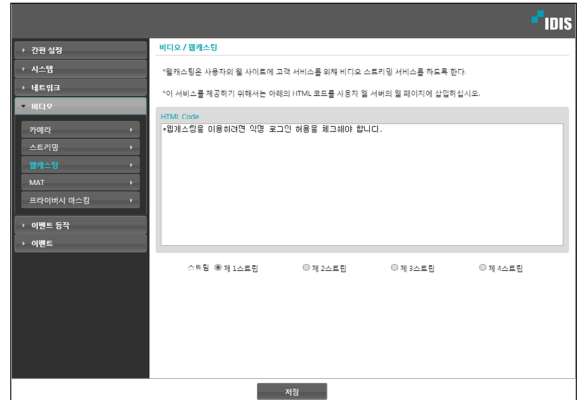 IDIS
간편 설정
시스템
네트워크
비디오
카메라
스트리밍
웹캐스팅
MAT
프라이버시 마스킹
이벤트 동작
이벤트
비디오 / 웹캐스팅
*웹캐스팅은 사용자의 웹 사이트에 고객 서비스를 위해 비디오 스트리밍 서비스를 하도록 한다.
*이 서비스를 제공하기 위해서는 아래의 HTML 코드를 사용자 웹 서버의 웹 페이지에 삽입하십시오.
HTML Code
*웹캐스팅을 이용하려면 익명 로그인 허용을 체크해야 합니다.
스트림 제 1스트림 제 2스트림 제 3스트림 제 4스트림
저장